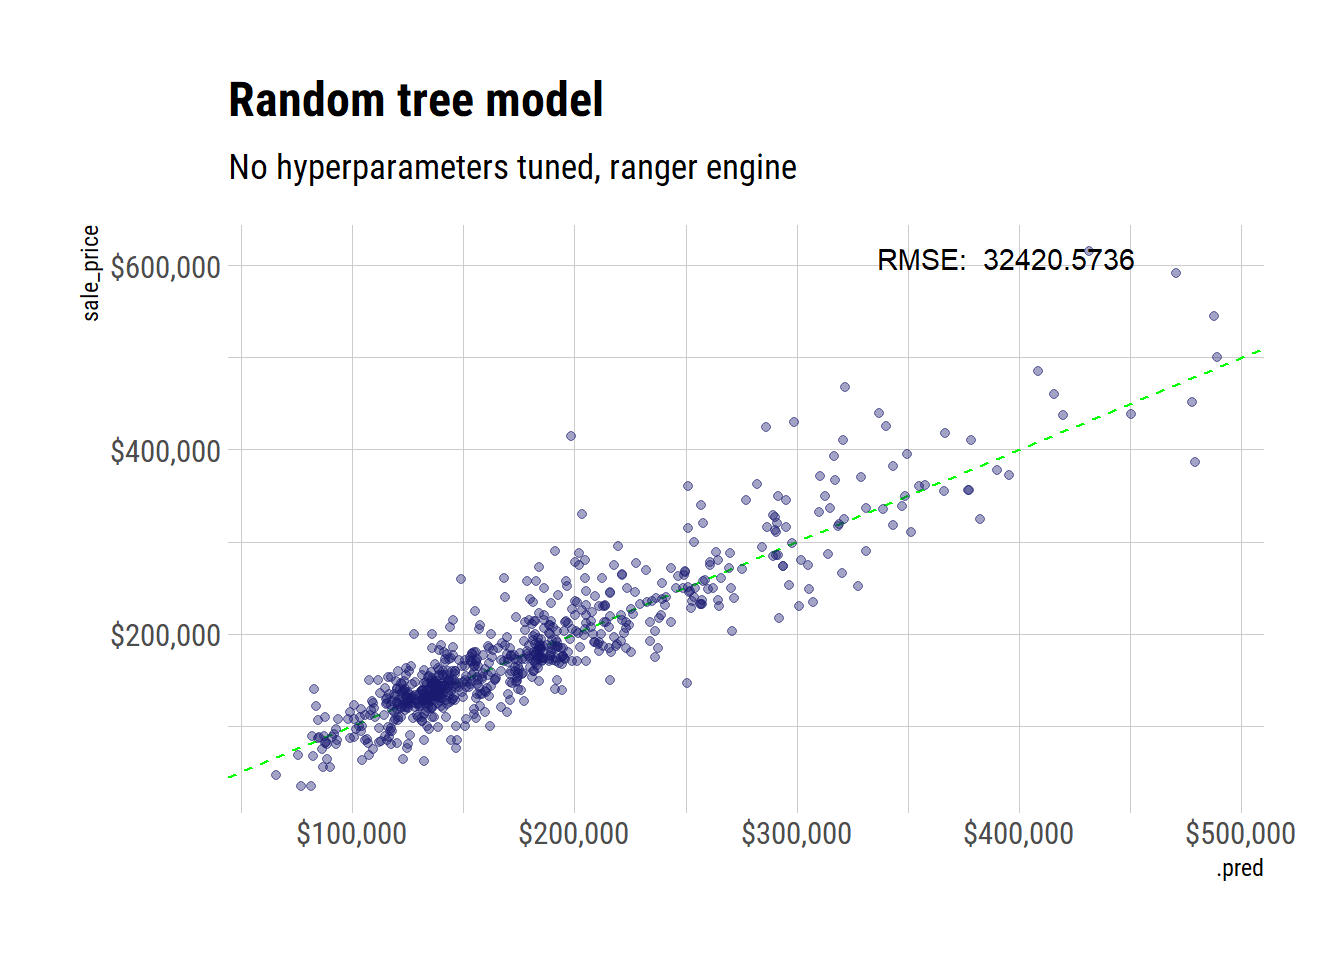 Random tree model
No hyperparameters tuned, ranger engine
sale_price
$600,000
$400,000
$200,000
RMSE:  32420.5736
$100,000 $200,000 $300,000 $400,000 $500,000
.pred